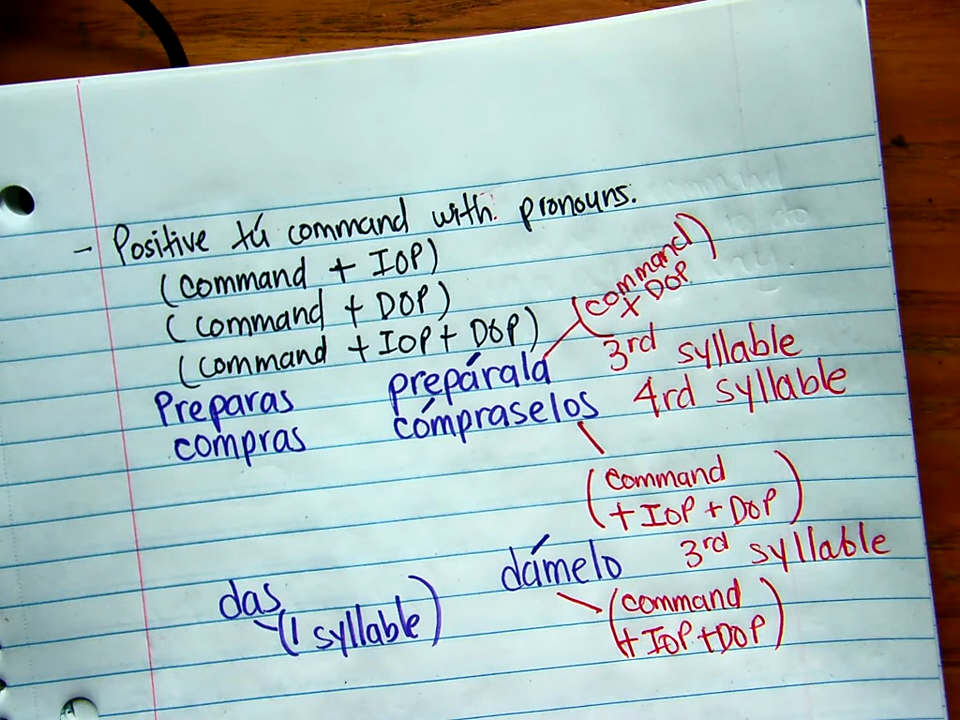 - Positive tú command with pronouns.
(command + IOP)
(command + DOP)
(command + IOP + DOP)
(command
+ DOP)
Preparas prepárala 3rd syllable
compras cómpraselos 4rd syllable
(command
+ IOP + DOP)
das dámelo 3rd syllable
(1 syllable) (command
+ IOP + DOP)